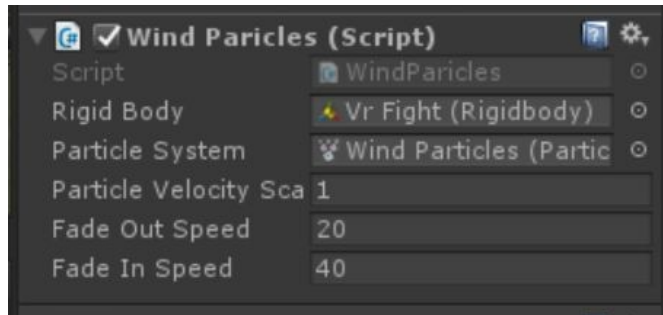 Wind Paricles (Script)
Script WindParicles
Rigid Body Vr Fight (Rigidbody)
Particle System Wind Particles (Partic
Particle Velocity Sca 1
Fade Out Speed 20
Fade In Speed 40